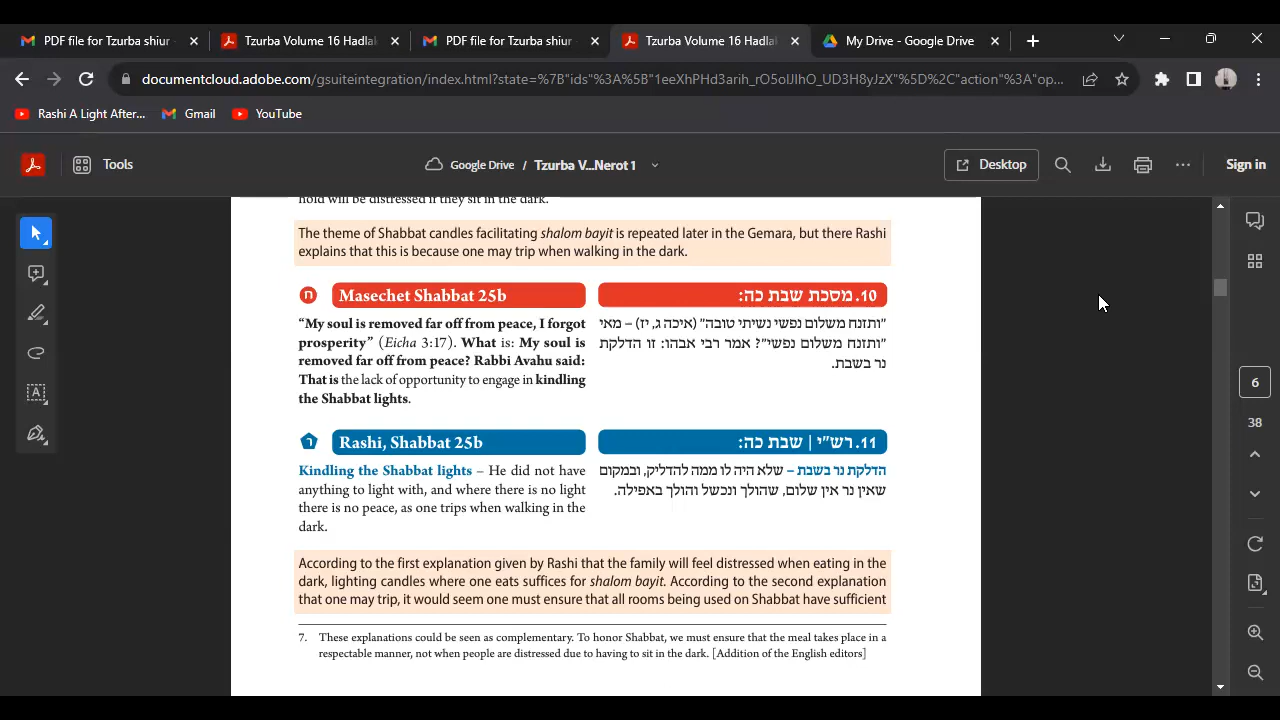 PDF file for Tzurba shiur
Tzurba Volume 16 Hadla
PDF file for Tzurba shiur
Tzurba Volume 16 Hadla
My Drive - Google Drive
documentcloud.adobe.com/gsuiteintegration/index.html?state=%7B"ids"%3A%5B"1eeXhPHd3arih_rO5olJIhO_UD3H8yJzX"%5D%2C"action"%3A"op...
Rashi A Light After...
Gmail
YouTube
Tools
Google Drive / Tzurba V...Nerot 1
Desktop
Sign in
hold will be distressed if they sit in the dark.
The theme of Shabbat candles facilitating shalom bayit is repeated later in the Gemara, but there Rashi
explains that this is because one may trip when walking in the dark.
ח Masechet Shabbat 25b
"My soul is removed far off from peace, I forgot
prosperity" (Eicha 3:17). What is: My soul is
removed far off from peace? Rabbi Avahu said:
That is the lack of opportunity to engage in kindling
the Shabbat lights.
10. מסכת שבת כה:
"ותזנח משלום נפשי נשיתי טובה" (איכה ג, יז) – מאי
"ותזנח משלום נפשי"? אמר רבי אבהו: זו הדלקת
נר בשבת.
ר Rashi, Shabbat 25b
Kindling the Shabbat lights – He did not have
anything to light with, and where there is no light
there is no peace, as one trips when walking in the
dark.
11. רש"י | שבת כה:
הדלקת נר בשבת – שלא היה לו ממה להדליק, ובמקום
שאין נר אין שלום, שהולך ונכשל והולך באפילה.
According to the first explanation given by Rashi that the family will feel distressed when eating in the
dark, lighting candles where one eats suffices for shalom bayit. According to the second explanation
that one may trip, it would seem one must ensure that all rooms being used on Shabbat have sufficient
7. These explanations could be seen as complementary. To honor Shabbat, we must ensure that the meal takes place in a
respectable manner, not when people are distressed due to having to sit in the dark. [Addition of the English editors]
6
38